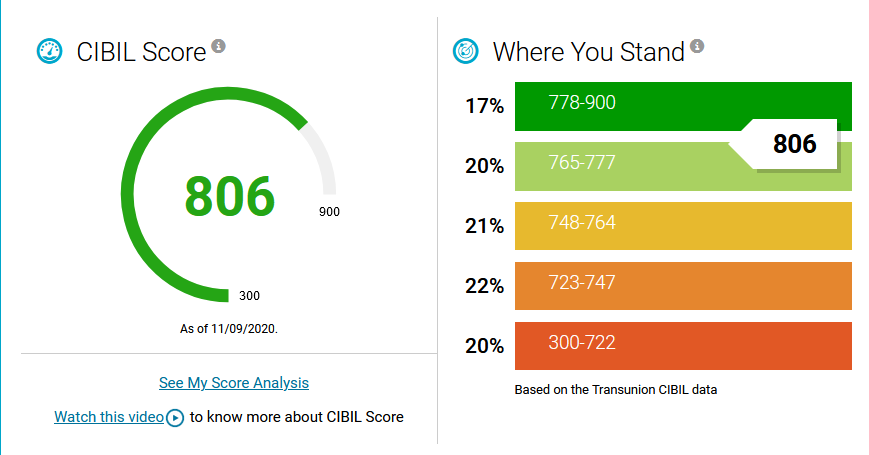 CIBIL Score
806
900
300
As of 11/09/2020.
See My Score Analysis
Watch this video to know more about CIBIL Score
Where You Stand
17% 778-900
806
20% 765-777
21% 748-764
22% 723-747
20% 300-722
Based on the Transunion CIBIL data